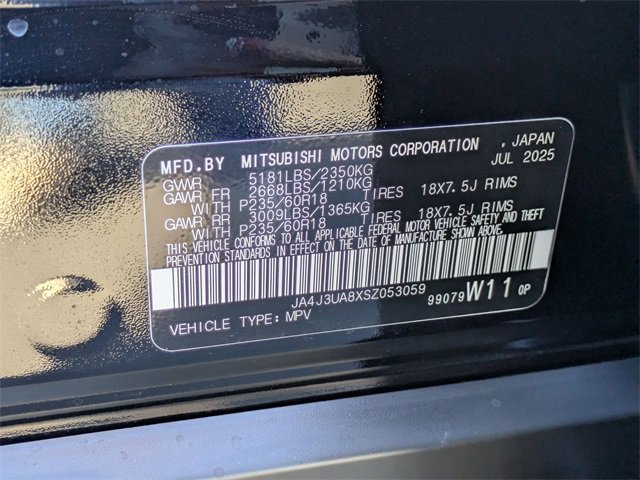 MFD.BY MITSUBISHI MOTORS CORPORATION , JAPAN
JUL 2025
GWR 5181LBS/2350KG
GAWR FR 2668LBS/1210KG
WITH P235/60R18 TIRES 18X7.5J RIMS
GAWR RR 3009LBS/1365KG
WITH P235/60R18 TIRES 18X7.5J RIMS
THIS VEHICLE CONFORMS TO ALL APPLICABLE FEDERAL MOTOR VEHICLE SAFETY AND THEFT
PREVENTION STANDARDS IN EFFECT ON THE DATE OF MANUFACTURE SHOWN ABOVE.
JA4J3UA8XSZ053059
99079 W11 OP
VEHICLE TYPE: MPV